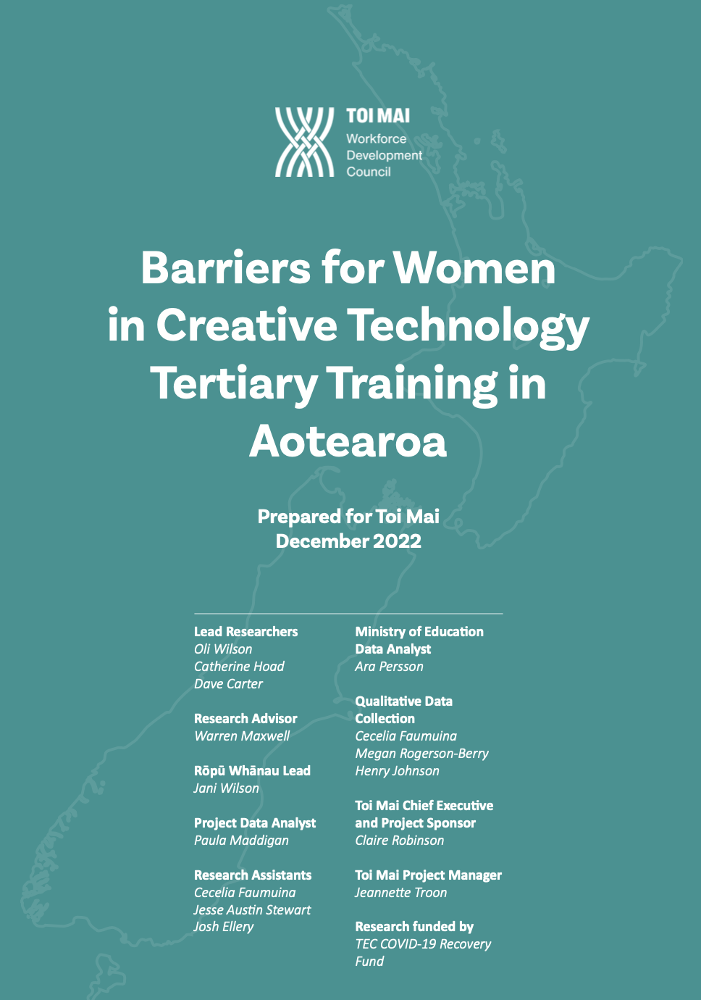 TOI MAI
Workforce
Development
Council
Barriers for Women
in Creative Technology
Tertiary Training in
Aotearoa
Prepared for Toi Mai
December 2022
Lead Researchers
Oli Wilson
Catherine Hoad
Dave Carter
Research Advisor
Warren Maxwell
Rōpū Whānau Lead
Jani Wilson
Project Data Analyst
Paula Maddigan
Research Assistants
Cecelia Faumuina
Jesse Austin Stewart
Josh Ellery
Ministry of Education
Data Analyst
Ara Persson
Qualitative Data
Collection
Cecelia Faumuina
Megan Rogerson-Berry
Henry Johnson
Toi Mai Chief Executive
and Project Sponsor
Claire Robinson
Toi Mai Project Manager
Jeannette Troon
Research funded by
TEC COVID-19 Recovery
Fund